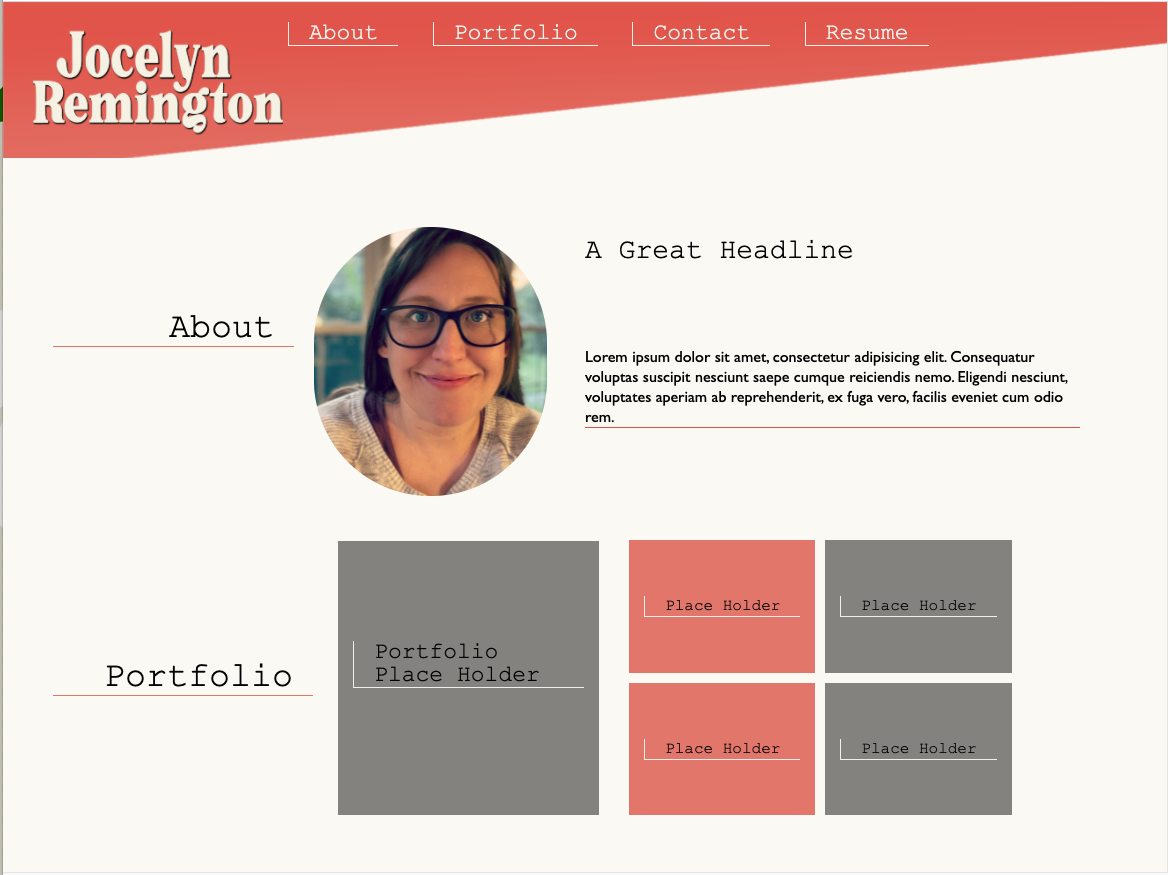 Jocelyn
Remington
About
Portfolio
Contact
Resume
About
A Great Headline
Lorem ipsum dolor sit amet, consectetur adipisicing elit. Consequatur
voluptas suscipit nesciunt saepe cumque reiciendis nemo. Eligendi nesciunt,
voluptates aperiam ab reprehenderit, ex fuga vero, facilis eveniet cum odio
rem.
Portfolio
Portfolio
Place Holder
Place Holder
Place Holder
Place Holder
Place Holder